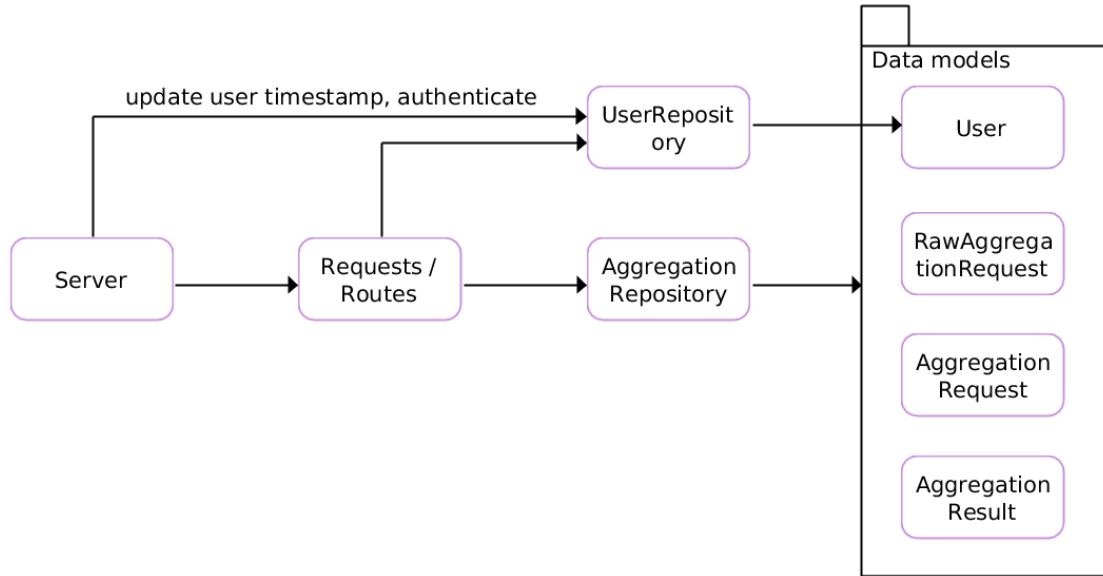 Data models
update user timestamp, authenticate
UserReposit
ory
User
Server
Requests /
Routes
Aggregation
Repository
RawAggrega
tionRequest
Aggregation
Request
Aggregation
Result